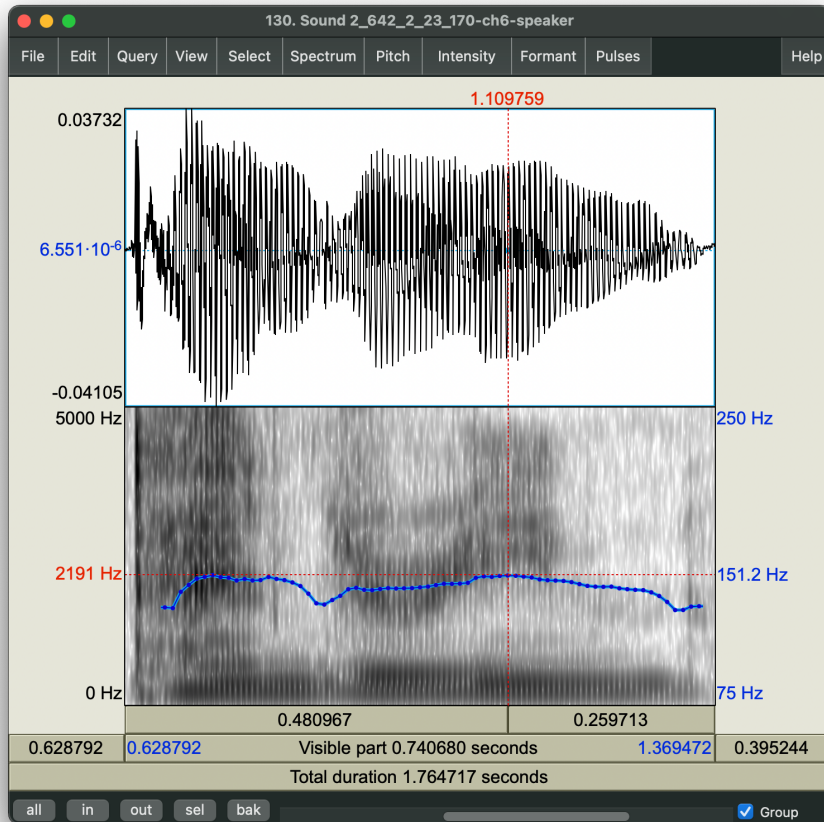 130. Sound 2_642_2_23_170-ch6-speaker
File Edit Query View Select Spectrum Pitch Intensity Formant Pulses Help
1.109759
0.03732
6.551·10⁻⁶
-0.04105
5000 Hz 250 Hz
2191 Hz 151.2 Hz
0 Hz 75 Hz
0.480967 0.259713
0.628792 0.628792 Visible part 0.740680 seconds 1.369472 0.395244
Total duration 1.764717 seconds
all in out sel bak Group